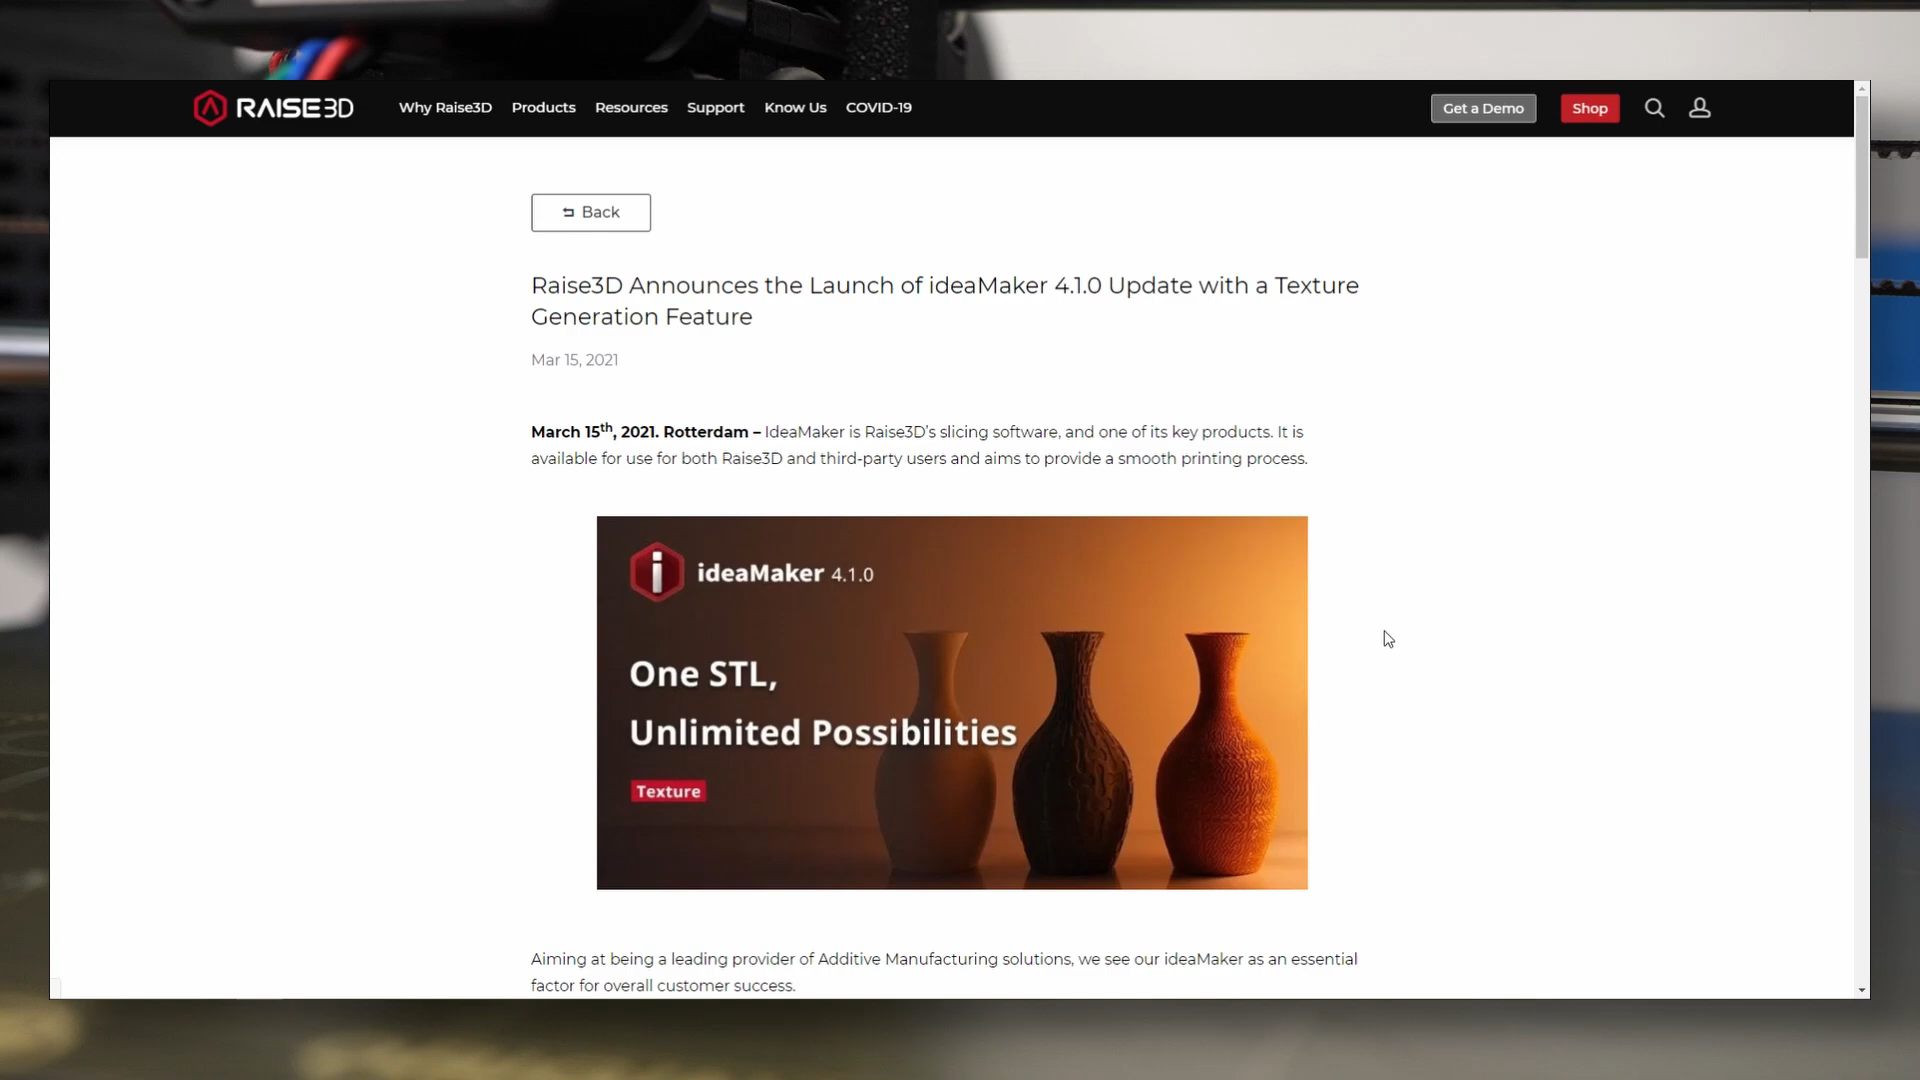 RAISE3D
Why Raise3D Products Resources Support Know Us COVID-19
Get a Demo Shop
Back
Raise3D Announces the Launch of ideaMaker 4.1.0 Update with a Texture
Generation Feature
Mar 15, 2021
March 15th, 2021. Rotterdam – IdeaMaker is Raise3D’s slicing software, and one of its key products. It is
available for use for both Raise3D and third-party users and aims to provide a smooth printing process.
ideaMaker 4.1.0
One STL,
Unlimited Possibilities
Texture
Aiming at being a leading provider of Additive Manufacturing solutions, we see our ideaMaker as an essential
factor for overall customer success.